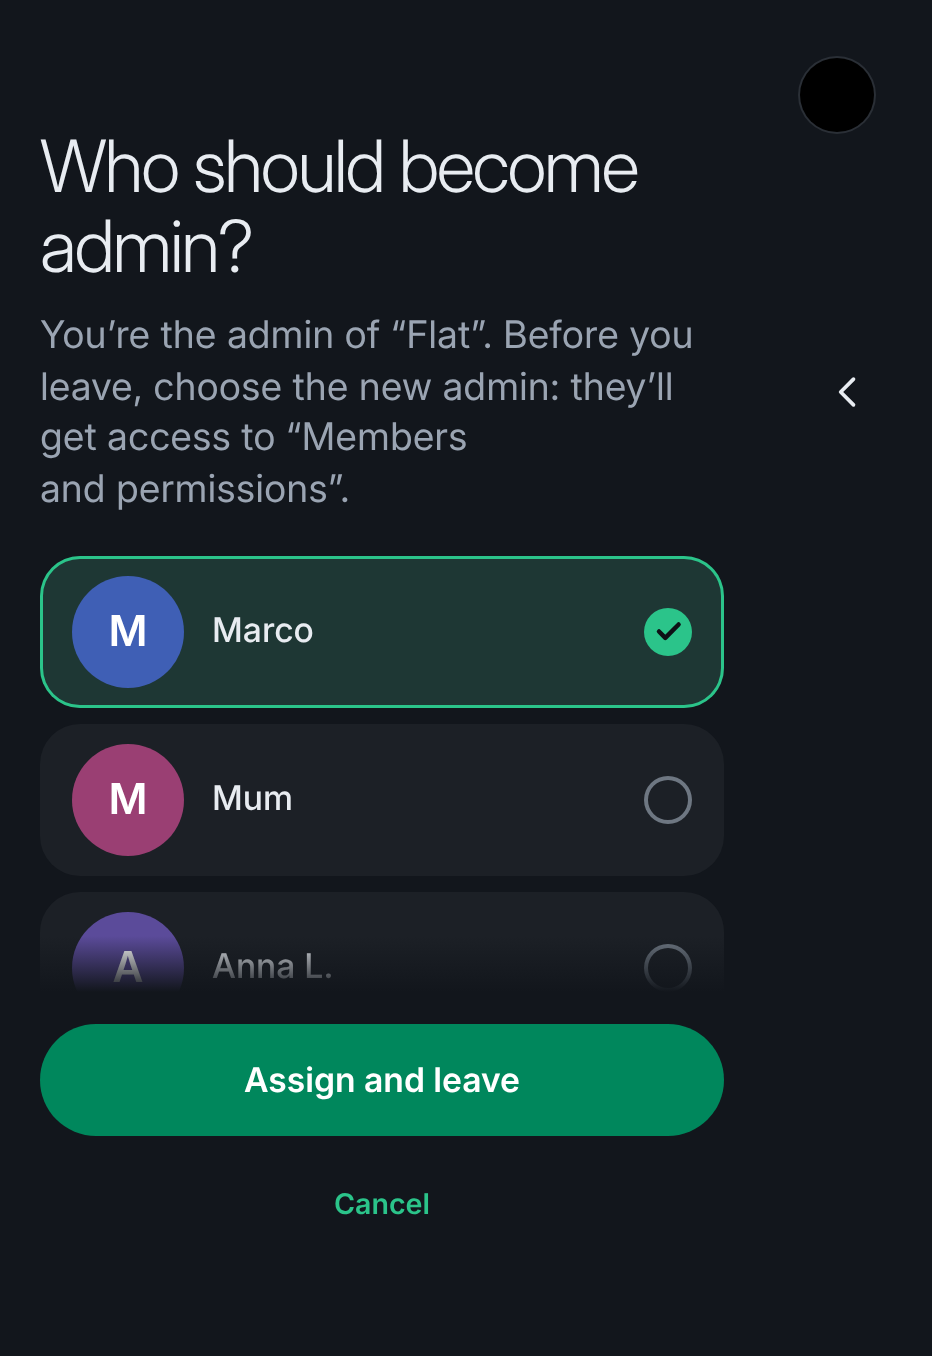 Who should become
admin?
You’re the admin of “Flat”. Before you
leave, choose the new admin: they’ll
get access to “Members
and permissions”.
M Marco
M Mum
A Anna L.
Assign and leave
Cancel